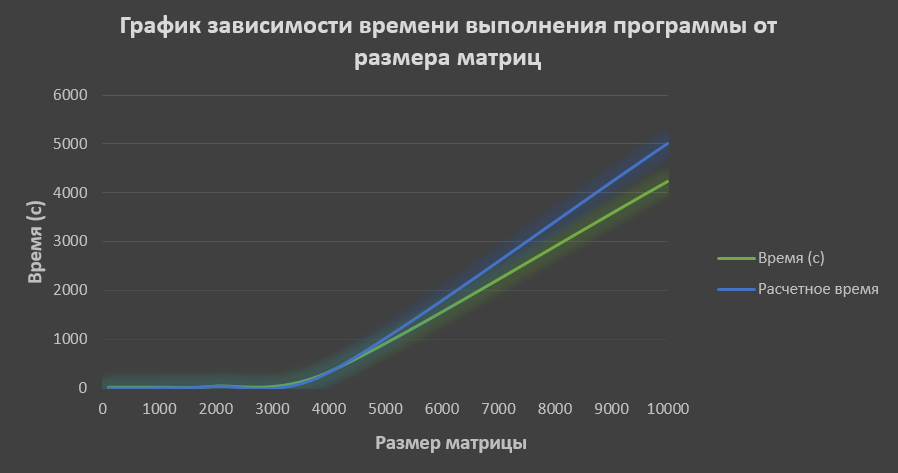 График зависимости времени выполнения программы от
размера матриц
6000
5000
4000
3000
2000
1000
0
Время (с)
0 1000 2000 3000 4000 5000 6000 7000 8000 9000 10000
Размер матрицы
Время (с)
Расчетное время